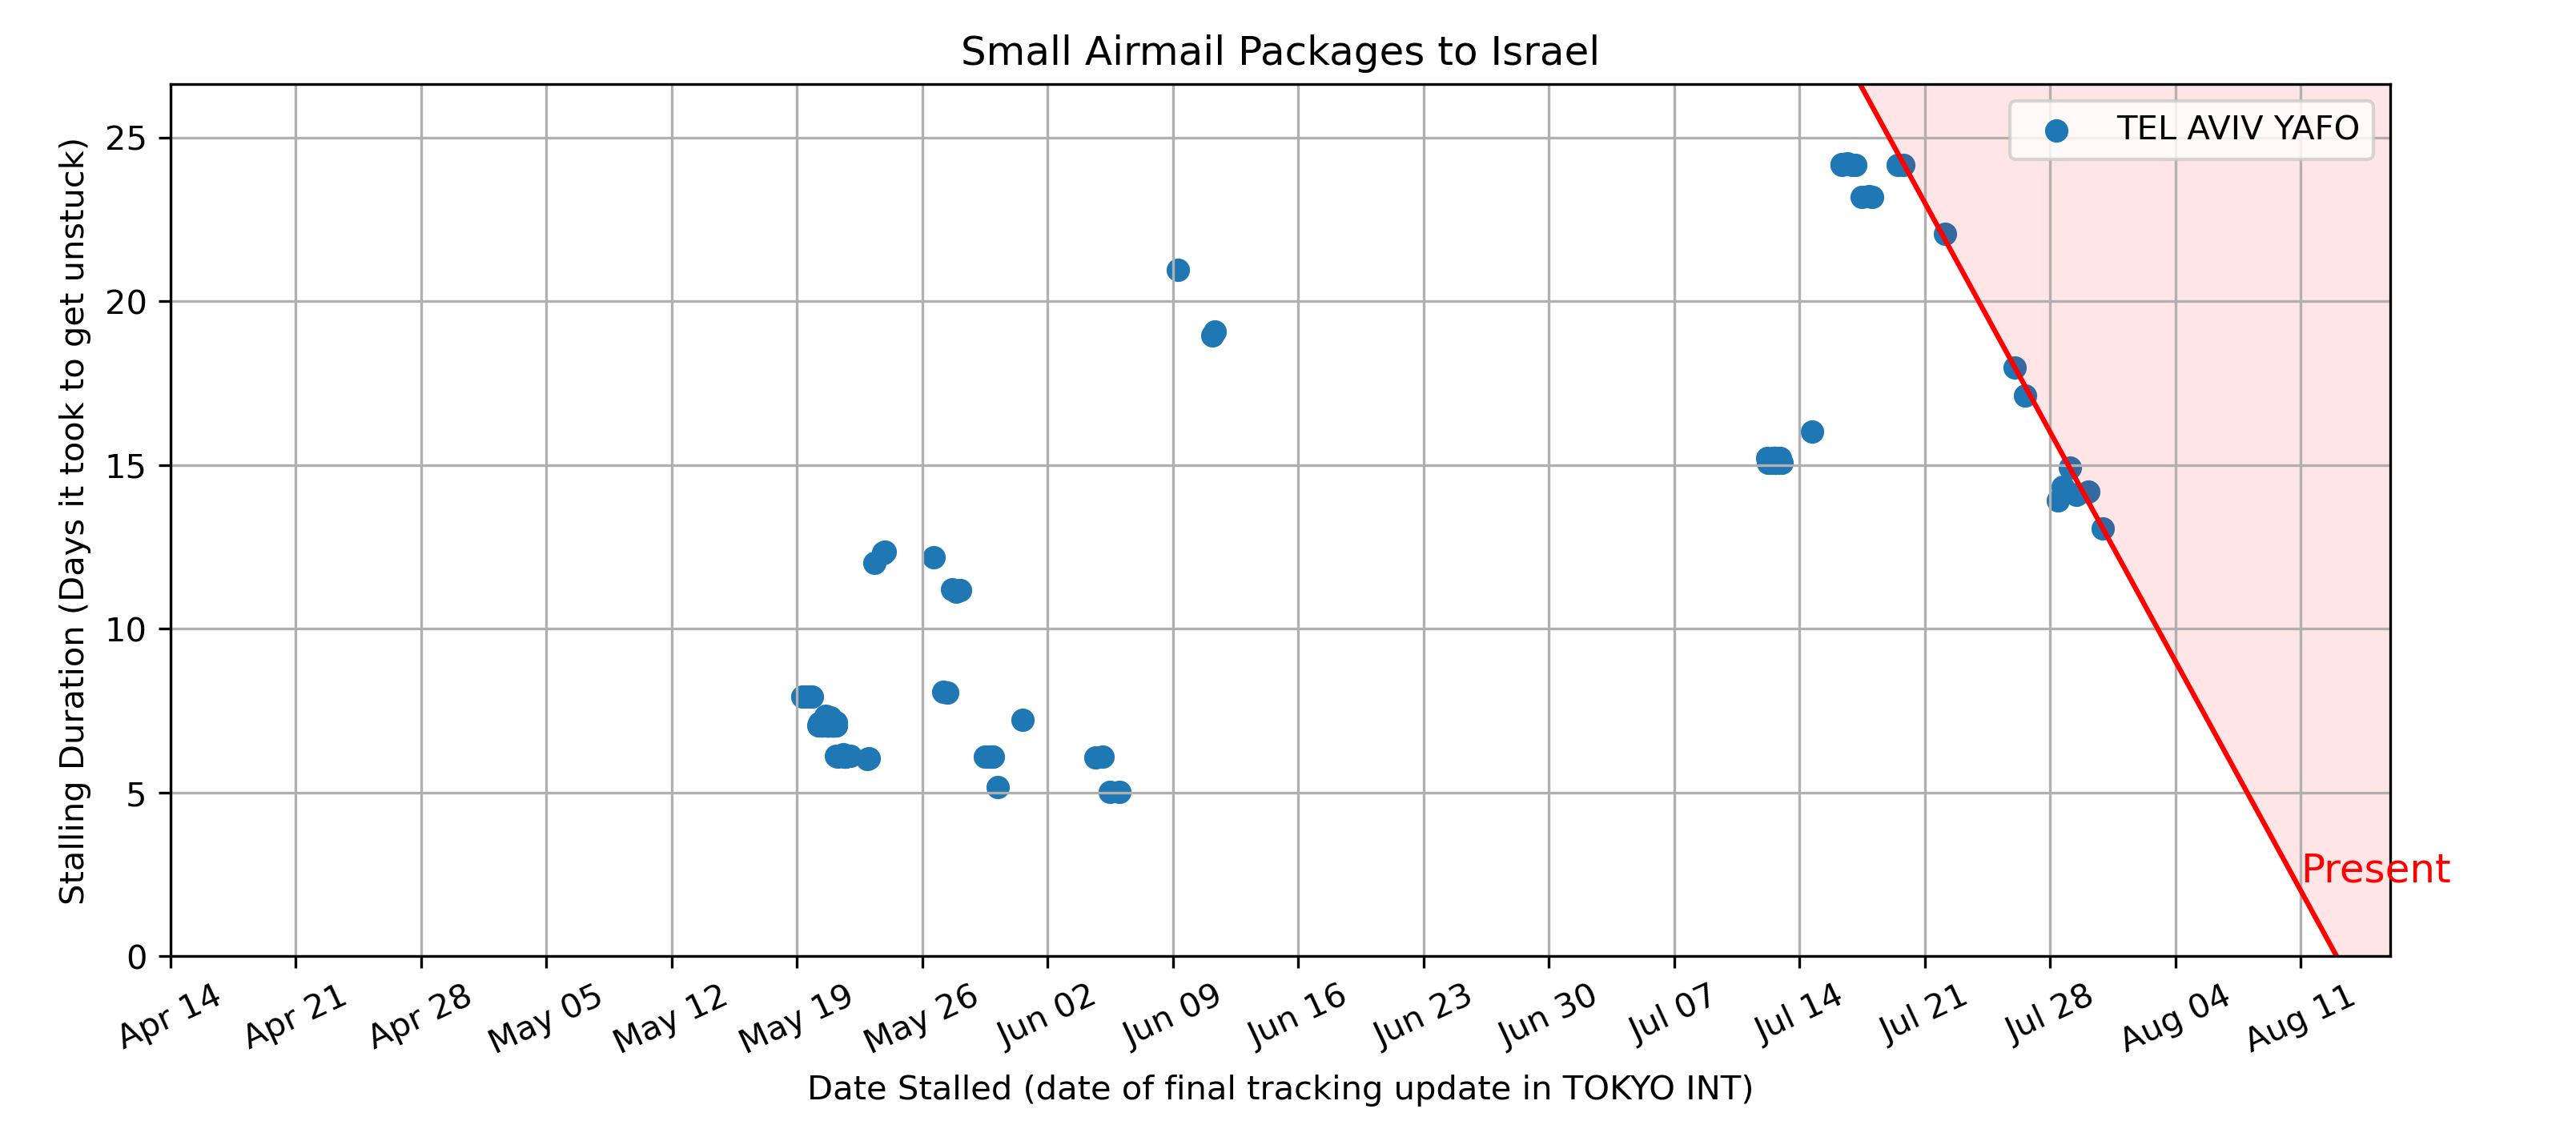 Small Airmail Packages to Israel
TEL AVIV YAFO
25
20
15
10
5
0
Stalling Duration (Days it took to get unstuck)
Present
Apr 14
Apr 21
Apr 28
May 05
May 12
May 19
May 26
Jun 02
Jun 09
Jun 16
Jun 23
Jun 30
Jul 07
Jul 14
Jul 21
Jul 28
Aug 04
Aug 11
Date Stalled (date of final tracking update in TOKYO INT)